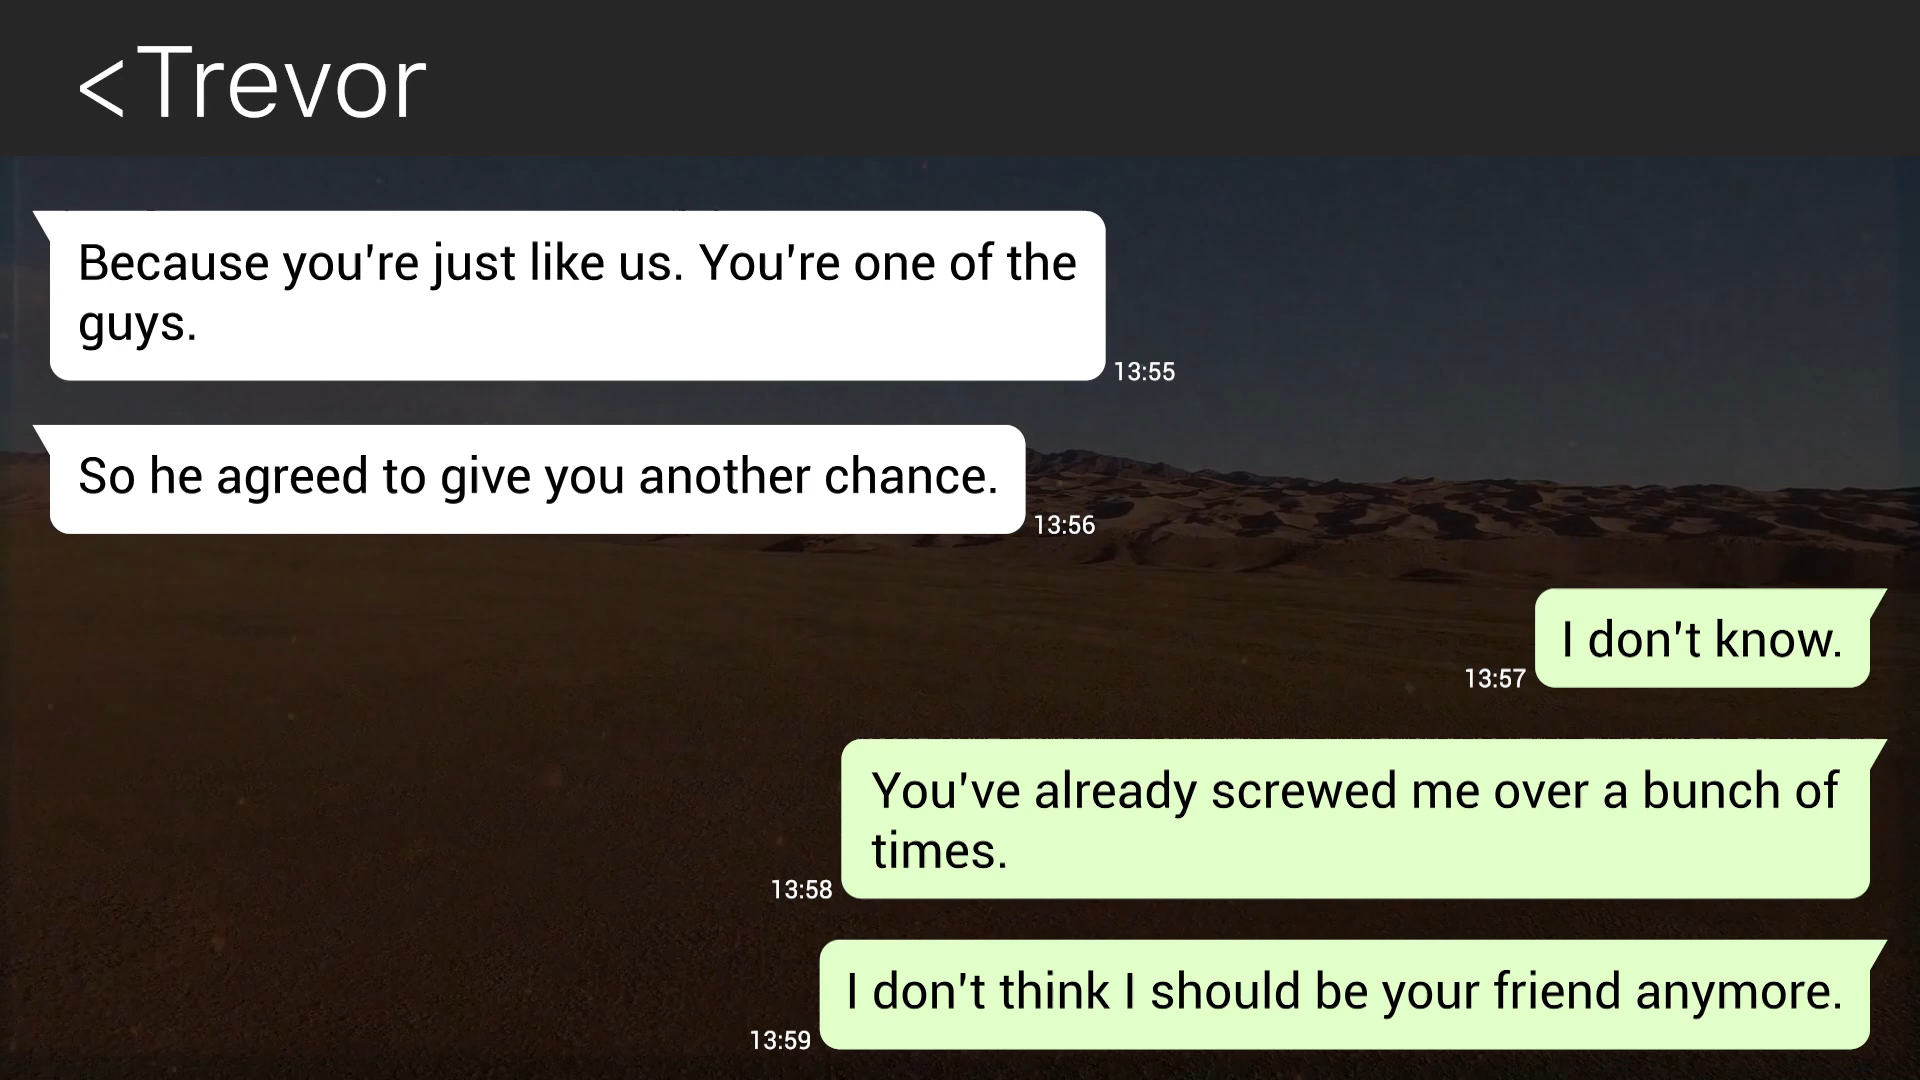 <Trevor
Because you're just like us. You're one of the
guys.
13:55
So he agreed to give you another chance.
13:56
I don't know.
13:57
You've already screwed me over a bunch of
times.
13:58
I don't think I should be your friend anymore.
13:59